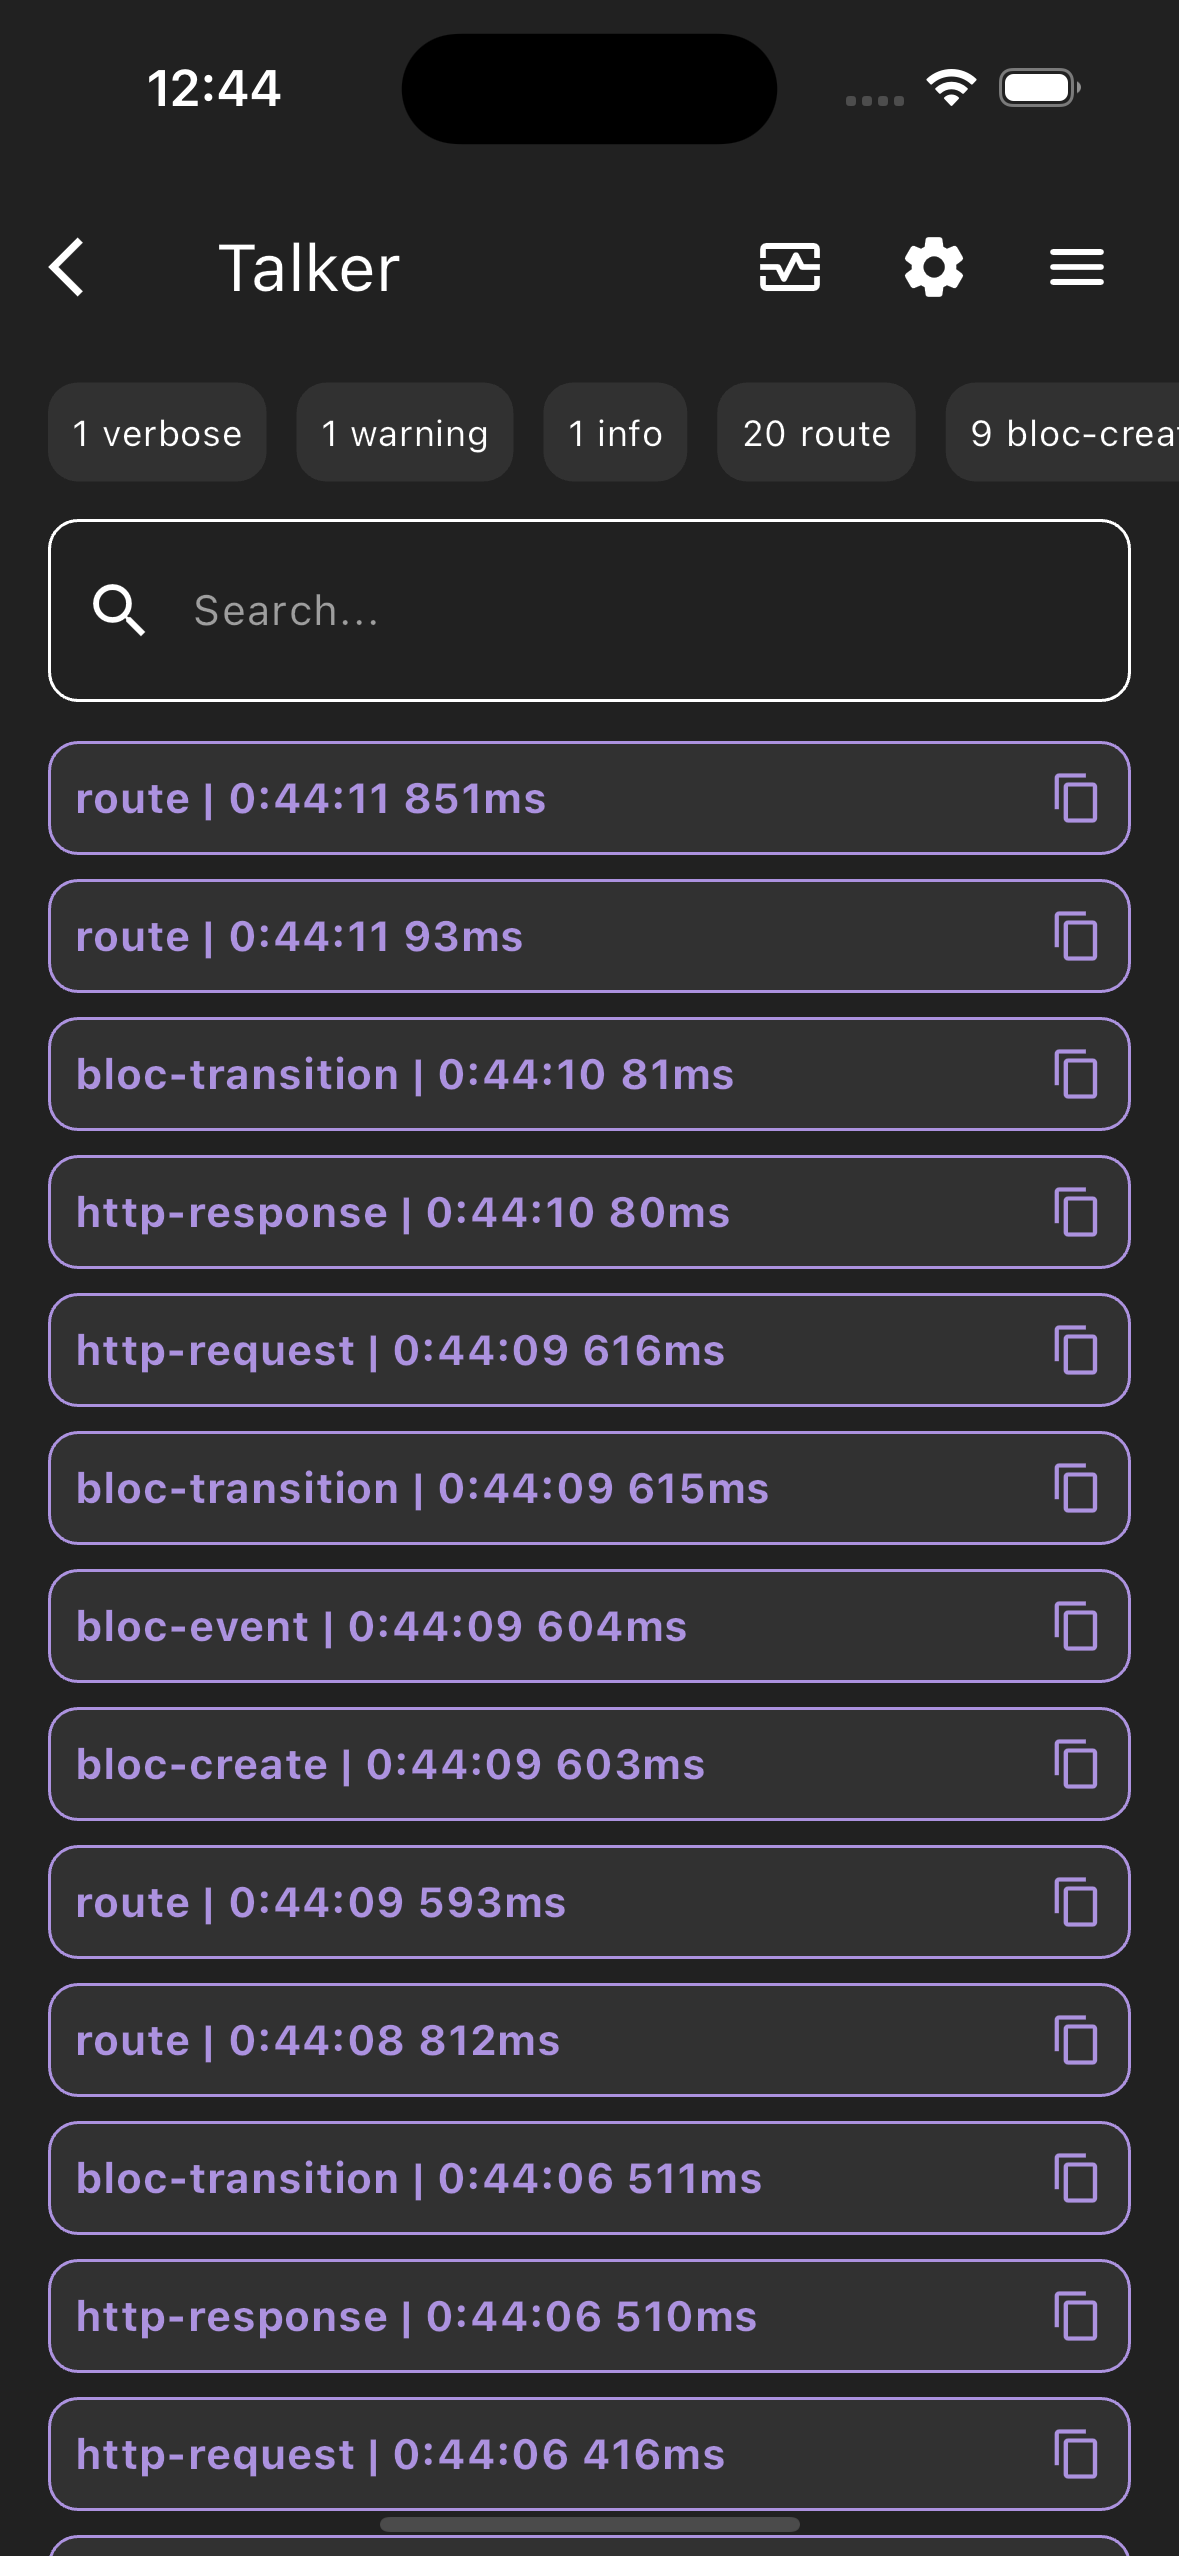 12:44
Talker
1 verbose
1 warning
1 info
20 route
9 bloc-crea
Search...
route | 0:44:11 851ms
route | 0:44:11 93ms
bloc-transition | 0:44:10 81ms
http-response | 0:44:10 80ms
http-request | 0:44:09 616ms
bloc-transition | 0:44:09 615ms
bloc-event | 0:44:09 604ms
bloc-create | 0:44:09 603ms
route | 0:44:09 593ms
route | 0:44:08 812ms
bloc-transition | 0:44:06 511ms
http-response | 0:44:06 510ms
http-request | 0:44:06 416ms